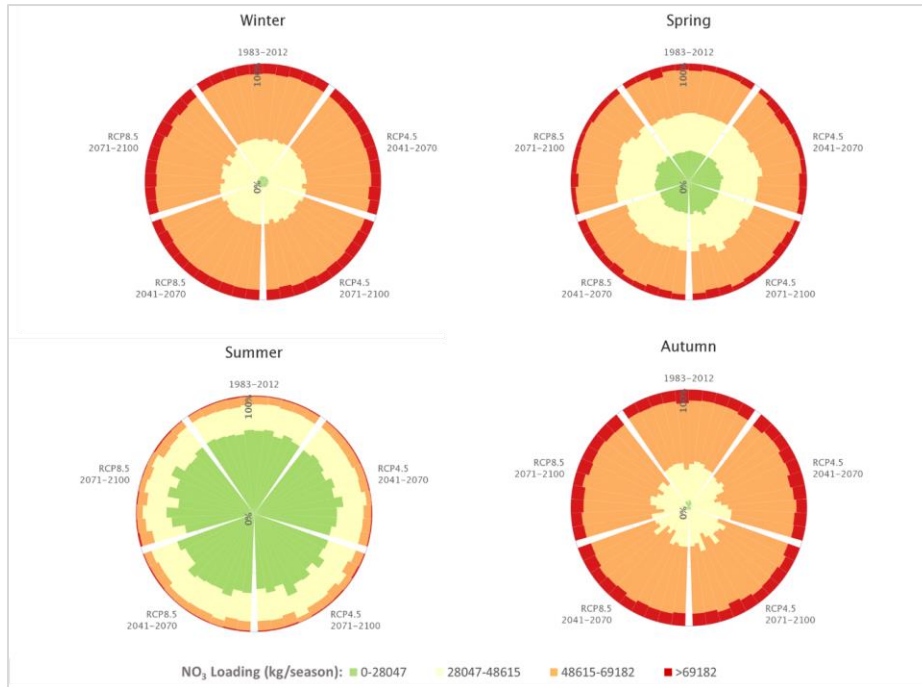 Winter
1983-2012
100%
0%
RCP8.5
2071-2100
RCP4.5
2041-2070
RCP8.5
2041-2070
RCP4.5
2071-2100
Spring
1983-2012
100%
0%
RCP8.5
2071-2100
RCP4.5
2041-2070
RCP8.5
2041-2070
RCP4.5
2071-2100
Summer
1983-2012
100%
0%
RCP8.5
2071-2100
RCP4.5
2041-2070
RCP8.5
2041-2070
RCP4.5
2071-2100
Autumn
1983-2012
100%
0%
RCP8.5
2071-2100
RCP4.5
2041-2070
RCP8.5
2041-2070
RCP4.5
2071-2100
NO₃ Loading (kg/season): 0-28047 28047-48615 48615-69182 >69182